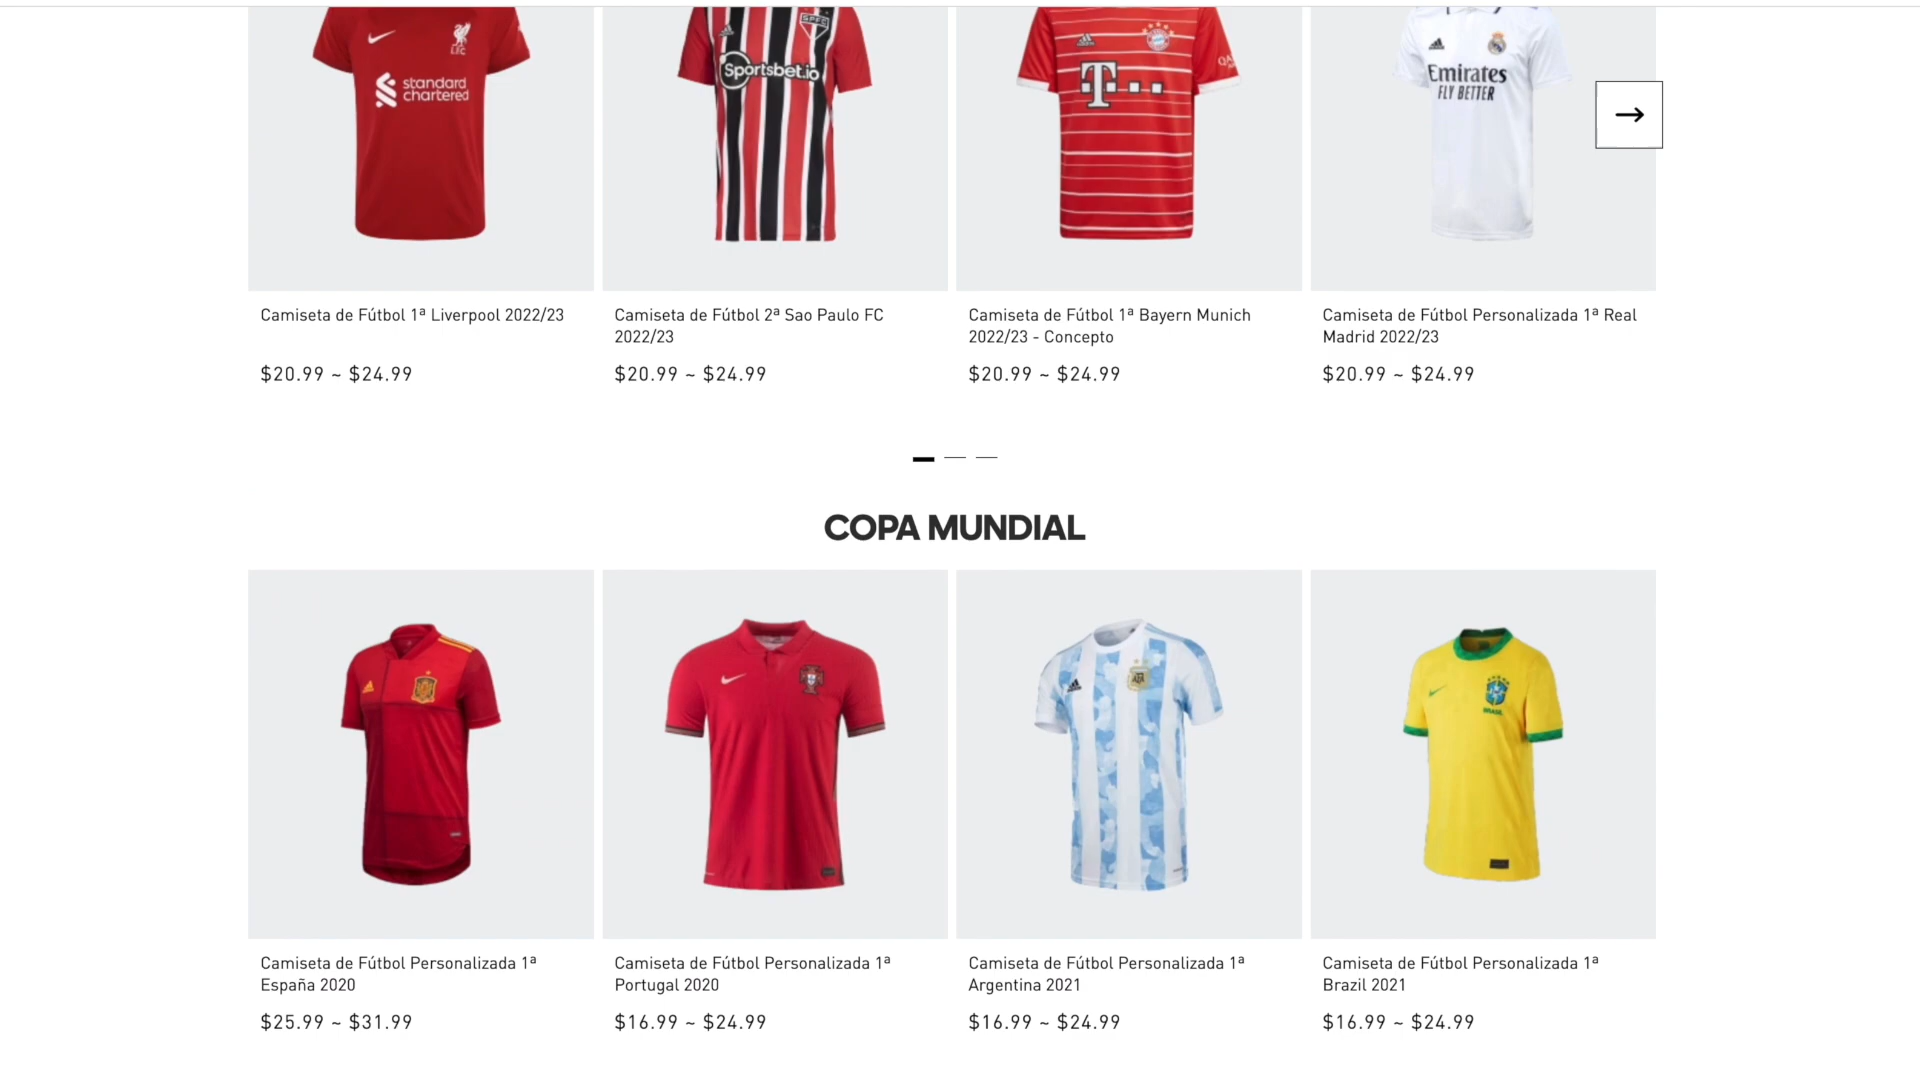 L.F.C
standard
chartered
SPFC
Sportsbet.io
T
Emirates
FLY BETTER
Camiseta de Fútbol 1ª Liverpool 2022/23
$20.99 ~ $24.99
Camiseta de Fútbol 2ª Sao Paulo FC
2022/23
$20.99 ~ $24.99
Camiseta de Fútbol 1ª Bayern Munich
2022/23 - Concepto
$20.99 ~ $24.99
Camiseta de Fútbol Personalizada 1ª Real
Madrid 2022/23
$20.99 ~ $24.99
COPA MUNDIAL
AFA
BRASIL
Camiseta de Fútbol Personalizada 1ª
España 2020
$25.99 ~ $31.99
Camiseta de Fútbol Personalizada 1ª
Portugal 2020
$16.99 ~ $24.99
Camiseta de Fútbol Personalizada 1ª
Argentina 2021
$16.99 ~ $24.99
Camiseta de Fútbol Personalizada 1ª
Brazil 2021
$16.99 ~ $24.99